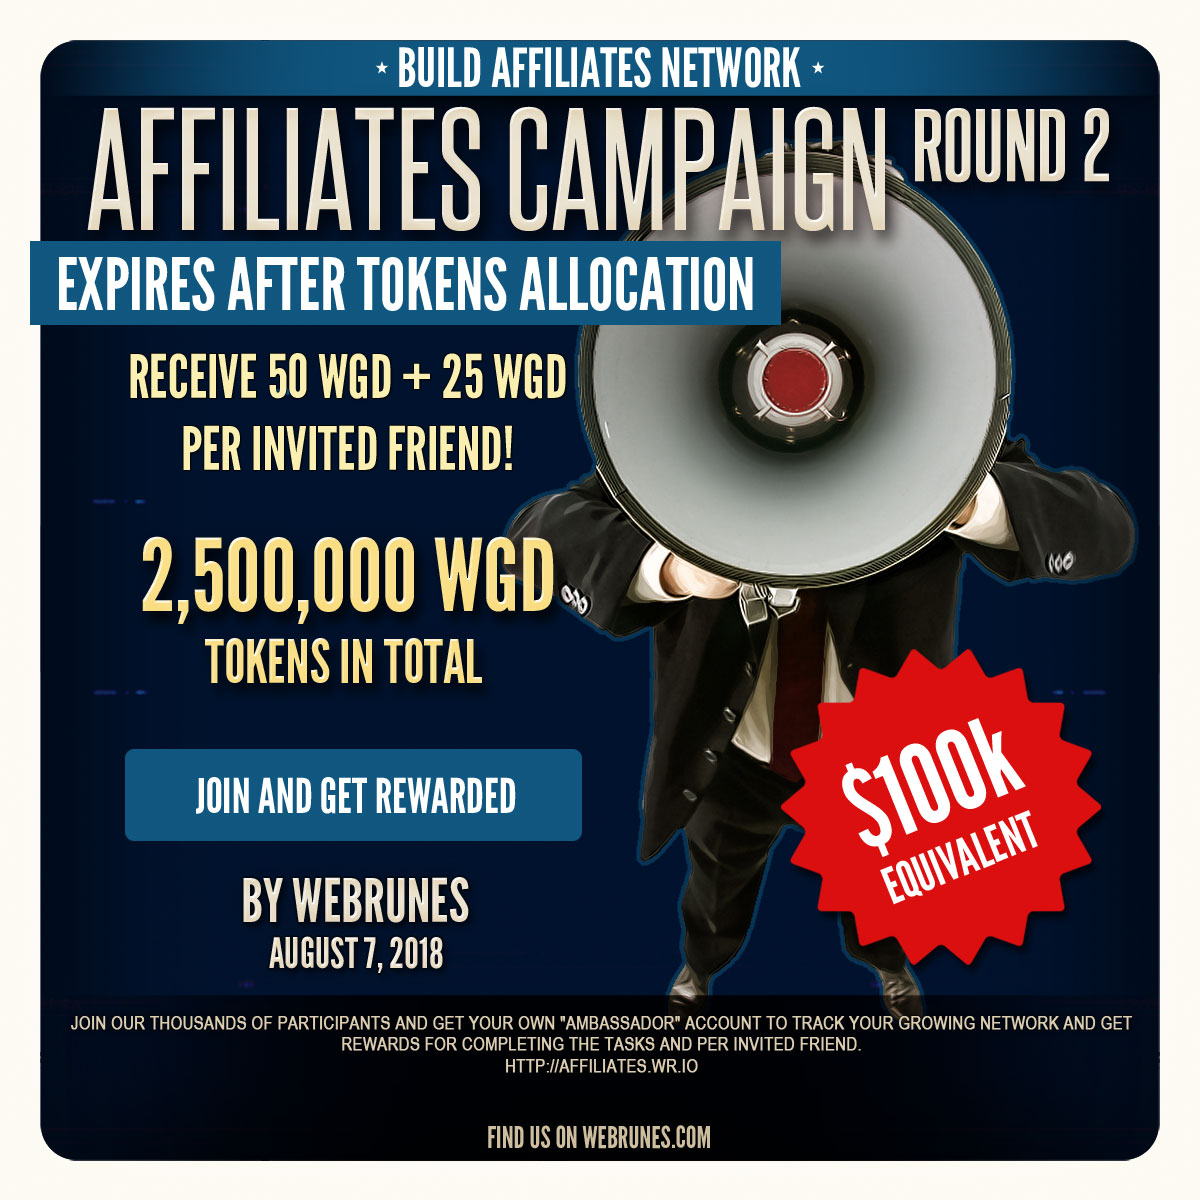 ★ BUILD AFFILIATES NETWORK ★
AFFILIATES CAMPAIGN ROUND 2
EXPIRES AFTER TOKENS ALLOCATION
RECEIVE 50 WGD + 25 WGD
PER INVITED FRIEND!
2,500,000 WGD
TOKENS IN TOTAL
JOIN AND GET REWARDED
$100k
EQUIVALENT
BY WEBRUNES
AUGUST 7, 2018
JOIN OUR THOUSANDS OF PARTICIPANTS AND GET YOUR OWN "AMBASSADOR" ACCOUNT TO TRACK YOUR GROWING NETWORK AND GET
REWARDS FOR COMPLETING THE TASKS AND PER INVITED FRIEND.
HTTP://AFFILIATES.WR.IO
FIND US ON WEBRUNES.COM